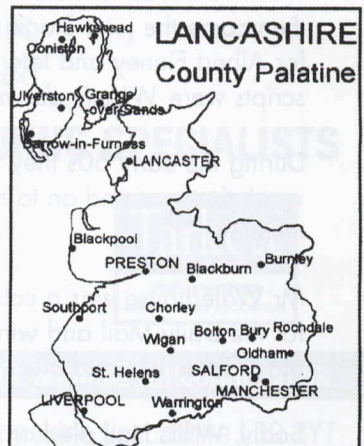 LANCASHIRE
County Palatine
Hawkshead
Coniston
Ulverston
Grange
over-Sands
Barrow-in-Furness
LANCASTER
Blackpool
PRESTON
Blackburn
Burnley
Southport
Chorley
Bolton Bury Rochdale
Wigan
Oldham
St. Helens
SALFORD
MANCHESTER
LIVERPOOL
Warrington